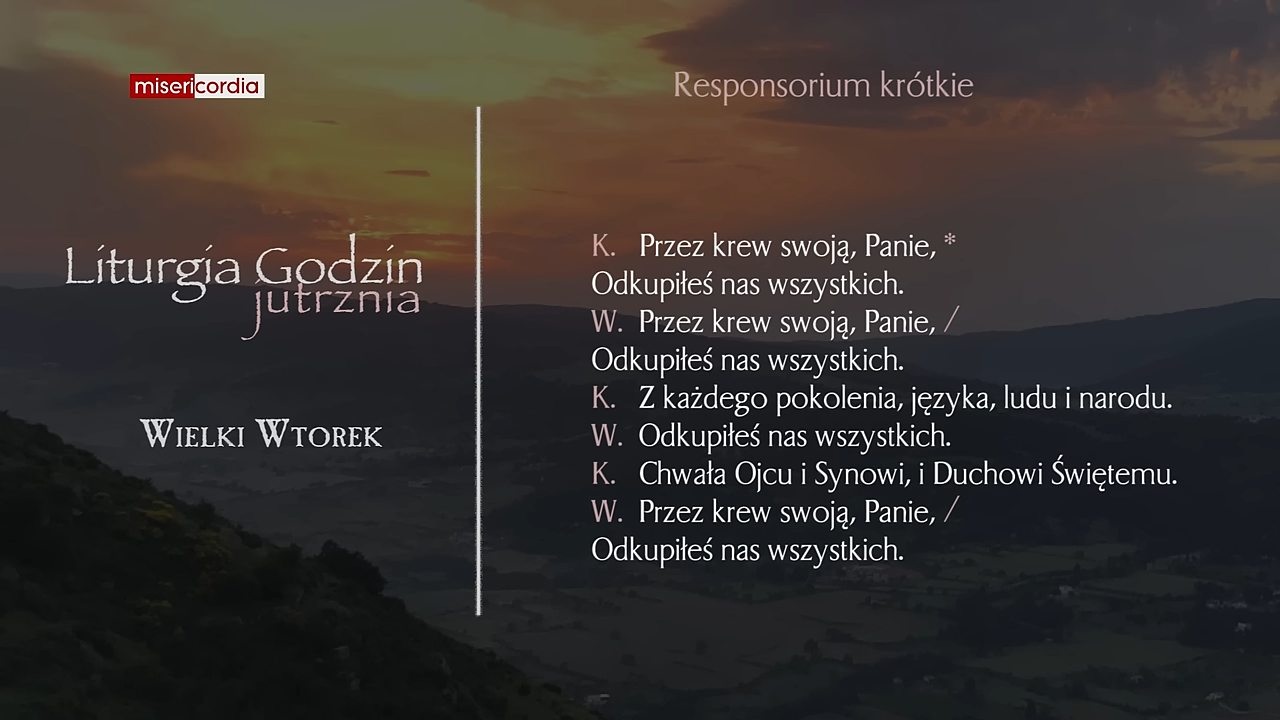 misericordia
Liturgia Godzin
jutrznia
Wielki Wtorek
Responsorium krótkie
K. Przez krew swoją, Panie, *
Odkupiłeś nas wszystkich.
W. Przez krew swoją, Panie, /
Odkupiłeś nas wszystkich.
K. Z każdego pokolenia, języka, ludu i narodu.
W. Odkupiłeś nas wszystkich.
K. Chwała Ojcu i Synowi, i Duchowi Świętemu.
W. Przez krew swoją, Panie, /
Odkupiłeś nas wszystkich.